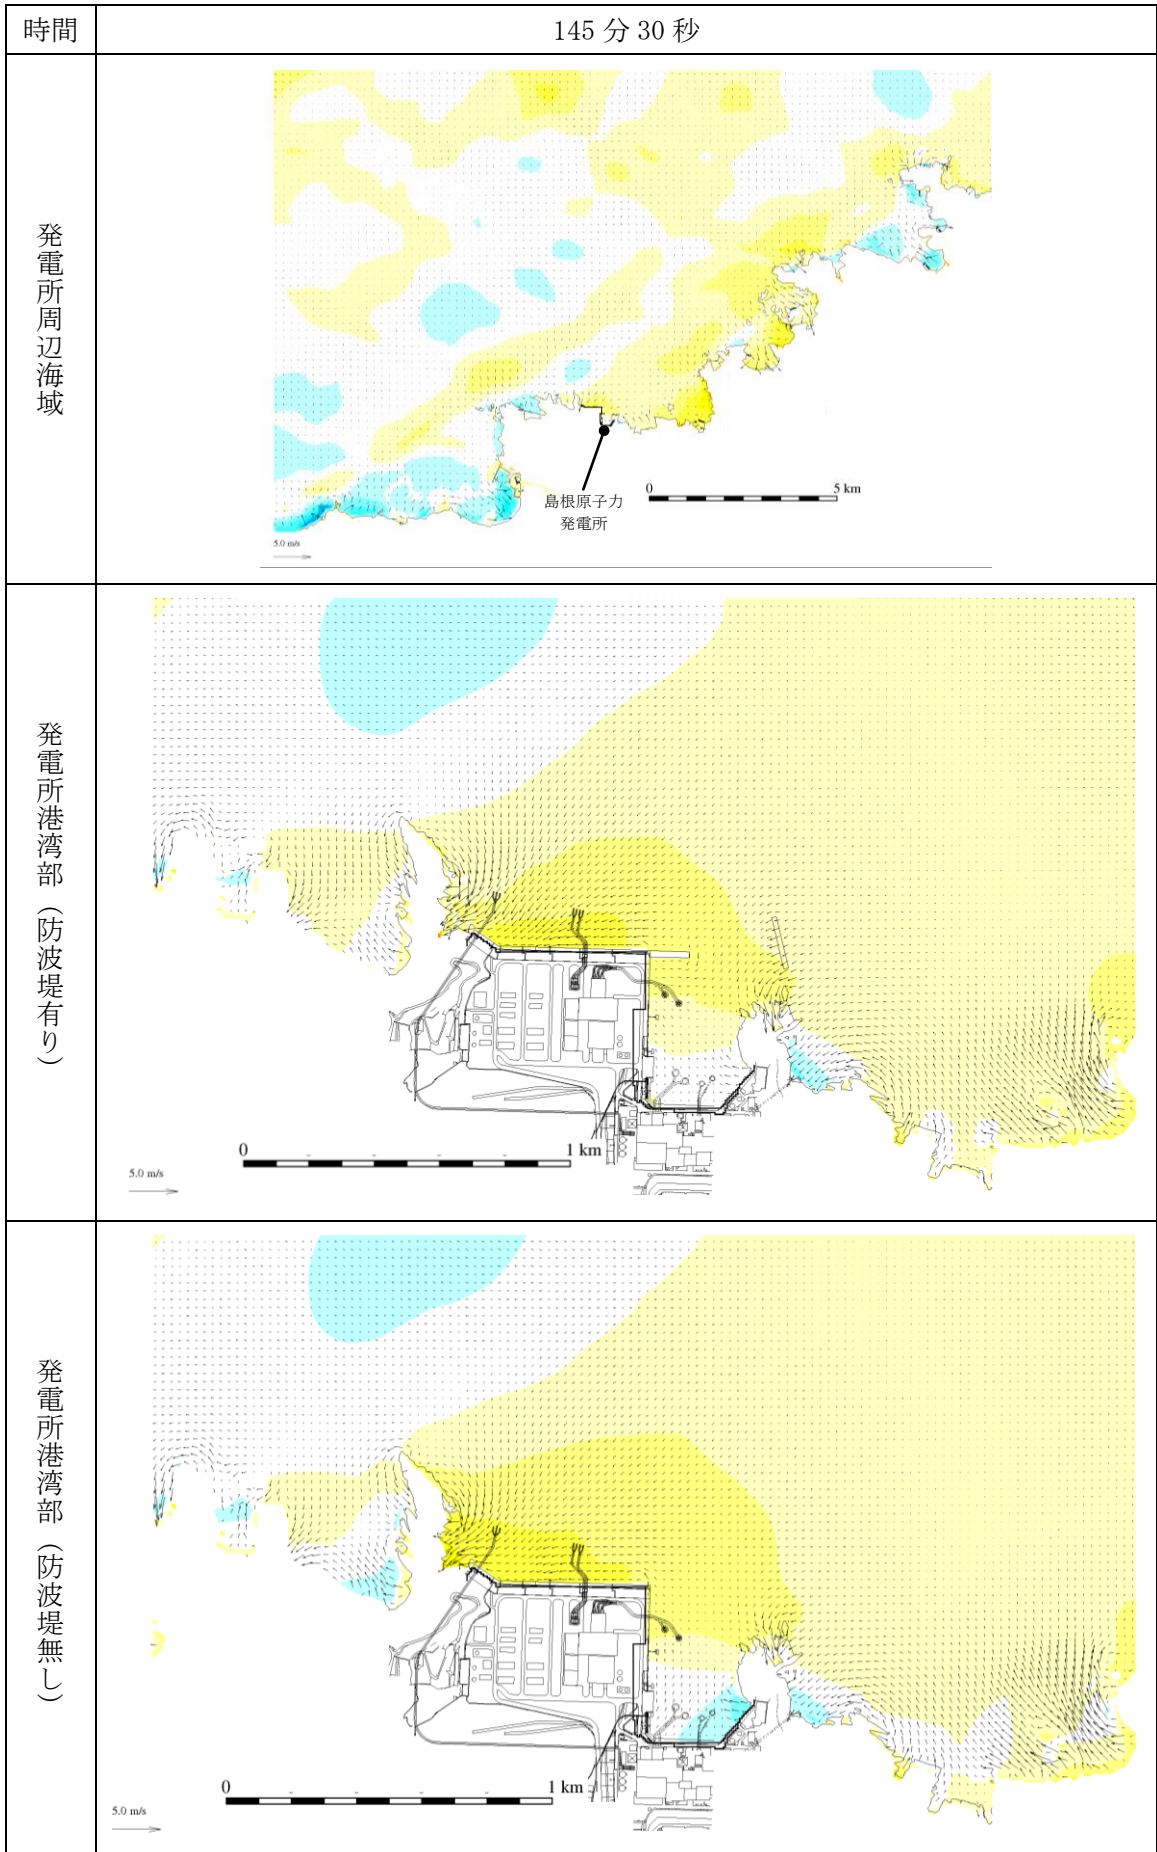 時間
145 分 30 秒
発電所周辺海域
島根原子力
発電所
0 5 km
5.0 m/s
発電所港湾部（防波堤有り）
0 1 km
5.0 m/s
発電所港湾部（防波堤無し）
0 1 km
5.0 m/s